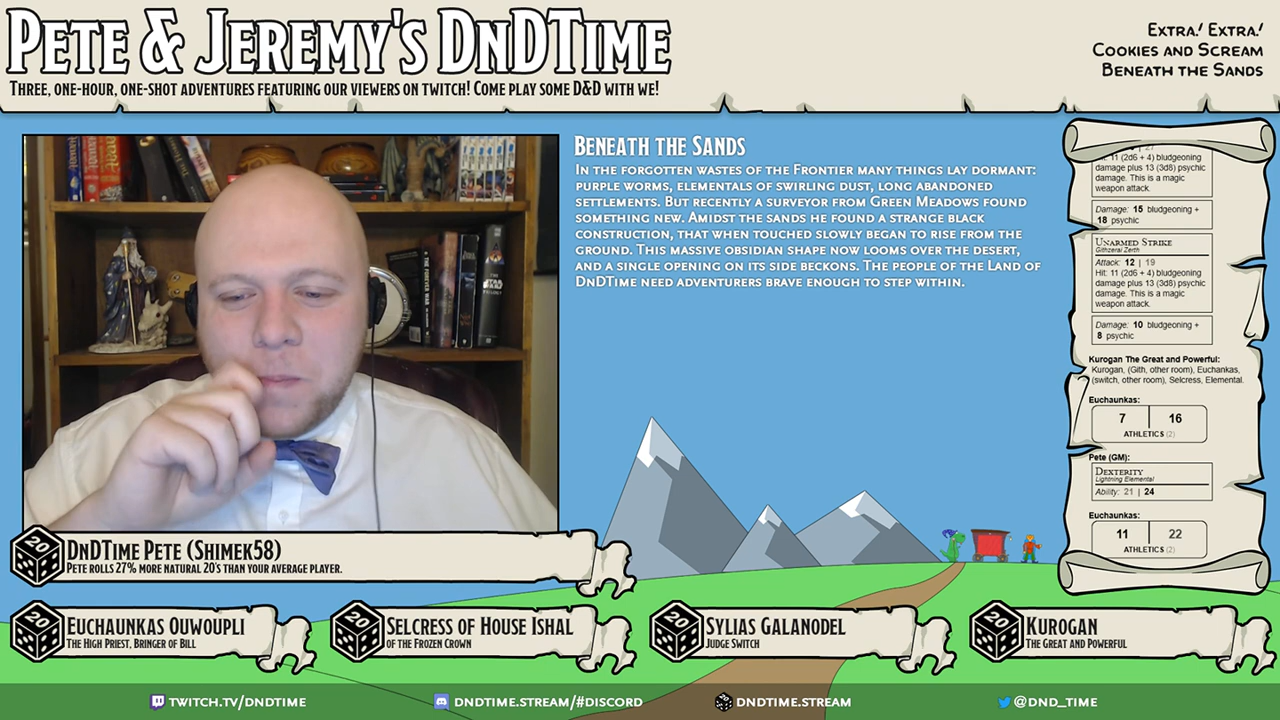 Pete & Jeremy's DnDTime
Three, one-hour, one-shot adventures featuring our viewers on twitch! Come play some D&D with we!
Extra! Extra!
Cookies and Scream
Beneath the Sands
Beneath the Sands
In the forgotten wastes of the Frontier many things lay dormant:
purple worms, elementals of swirling dust, long abandoned
settlements. But recently a surveyor from Green Meadows found
something new. Amidst the sands he found a strange black
construction, that when touched slowly began to rise from the
ground. This massive obsidian shape now looms over the desert,
and a single opening on its side beckons. The people of the Land of
DnDTime need adventurers brave enough to step within.
Hit: 11 (2d6 + 4) bludgeoning
damage plus 13 (3d8) psychic
damage. This is a magic
weapon attack.
Damage: 15 bludgeoning +
18 psychic
Unarmed Strike
Githzerai Zerth
Attack: 12 | 19
Hit: 11 (2d6 + 4) bludgeoning
damage plus 13 (3d8) psychic
damage. This is a magic
weapon attack.
Damage: 10 bludgeoning +
8 psychic
Kurogan The Great and Powerful:
Kurogan, (Gith, other room), Euchankas,
(switch, other room), Selcress, Elemental.
Euchaunkas:
7 | 16
ATHLETICS (2)
Pete (GM):
Dexterity
Lightning Elemental
Ability: 21 | 24
Euchaunkas:
11 | 22
ATHLETICS (2)
THE FOREVER WAR
STAR WARS
20
DnDTime Pete (Shimek58)
Pete rolls 27% more natural 20's than your average player.
20
Euchaunkas Ouwoupli
The High Priest, Bringer of Bill
20
Selcress of House Ishal
of the Frozen Crown
20
Sylias Galanodel
Judge Switch
20
Kurogan
The Great and Powerful
twitch.tv/dndtime
dndtime.stream/#discord
dndtime.stream
@dnd_time